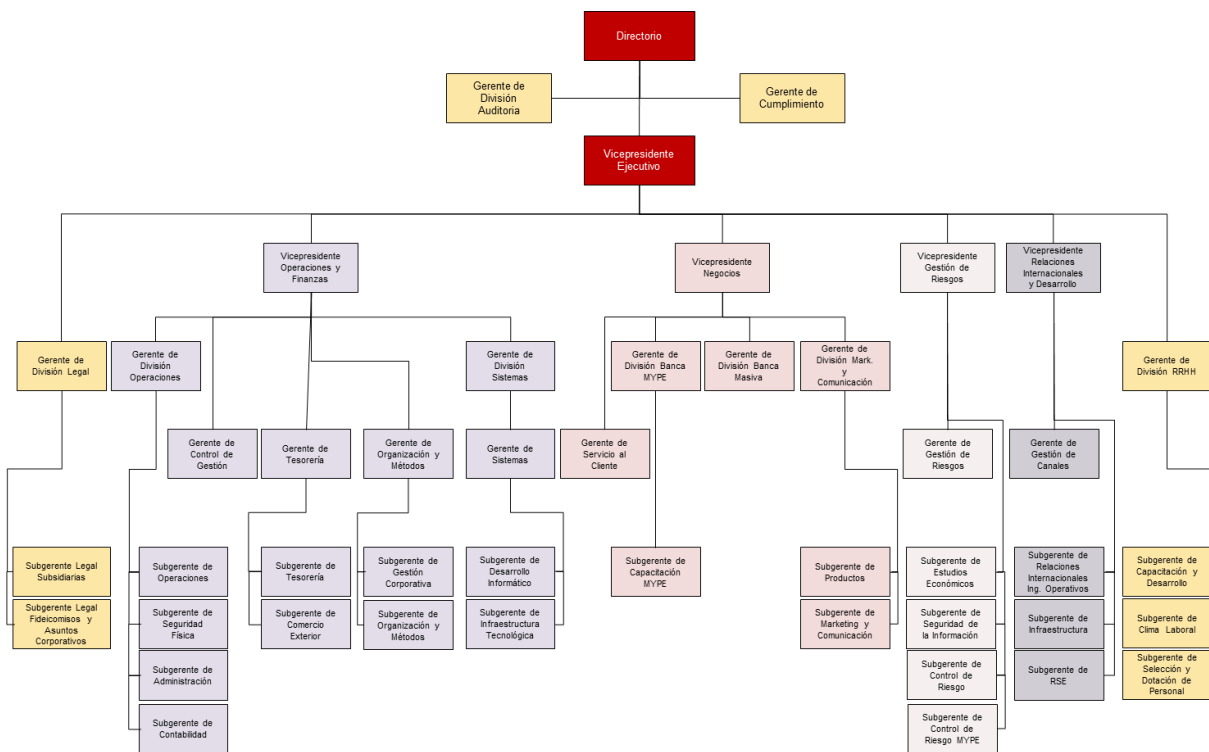 Directorio
Gerente de
División
Auditoria
Gerente de
Cumplimiento
Vicepresidente
Ejecutivo
Vicepresidente
Operaciones y
Finanzas
Vicepresidente
Negocios
Vicepresidente
Gestión de
Riesgos
Vicepresidente
Relaciones
Internacionales
y Desarrollo
Gerente de
División Legal
Gerente de
División
Operaciones
Gerente de
División
Sistemas
Gerente de
División Banca
MYPE
Gerente de
División Banca
Masiva
Gerente de
División Mark.
y
Comunicación
Gerente de
División RRHH
Gerente de
Control de
Gestión
Gerente de
Tesorería
Gerente de
Organización y
Métodos
Gerente de
Sistemas
Gerente de
Servicio al
Cliente
Gerente de
Gestión de
Riesgos
Gerente de
Gestión de
Canales
Subgerente Legal
Subsidiarias
Subgerente de
Operaciones
Subgerente de
Tesorería
Subgerente de
Gestión
Corporativa
Subgerente de
Desarrollo
Informático
Subgerente de
Capacitación
MYPE
Subgerente de
Productos
Subgerente de
Estudios
Económicos
Subgerente de
Relaciones
Internacionales
Ing. Operativos
Subgerente de
Capacitación y
Desarrollo
Subgerente Legal
Fideicomisos y
Asuntos
Corporativos
Subgerente de
Seguridad
Física
Subgerente de
Comercio
Exterior
Subgerente de
Organización y
Métodos
Subgerente de
Infraestructura
Tecnológica
Subgerente de
Marketing y
Comunicación
Subgerente de
Seguridad de
la Información
Subgerente de
Infraestructura
Subgerente de
Clima Laboral
Subgerente de
Administración
Subgerente de
Control de
Riesgo
Subgerente de
RSE
Subgerente de
Selección y
Dotación de
Personal
Subgerente de
Contabilidad
Subgerente de
Control de
Riesgo MYPE